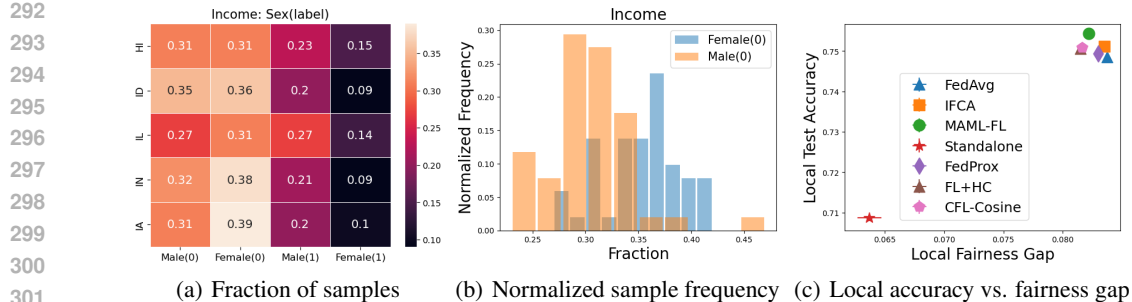 292
293
294
295
296
297
298
299
300
301
Income: Sex(label)
HI 0.31 0.31 0.23 0.15
ID 0.35 0.36 0.2 0.09
IL 0.27 0.31 0.27 0.14
IN 0.32 0.38 0.21 0.09
IA 0.31 0.39 0.2 0.1
Male(0) Female(0) Male(1) Female(1)
0.35
0.30
0.25
0.20
0.15
0.10
(a) Fraction of samples
Income
Normalized Frequency
0.30
0.25
0.20
0.15
0.10
0.05
0.00
Female(0)
Male(0)
0.25 0.30 0.35 0.40 0.45
Fraction
(b) Normalized sample frequency
Local Test Accuracy
0.75
0.74
0.73
0.72
0.71
FedAvg
IFCA
MAML-FL
Standalone
FedProx
FL+HC
CFL-Cosine
0.065 0.070 0.075 0.080
Local Fairness Gap
(c) Local accuracy vs. fairness gap